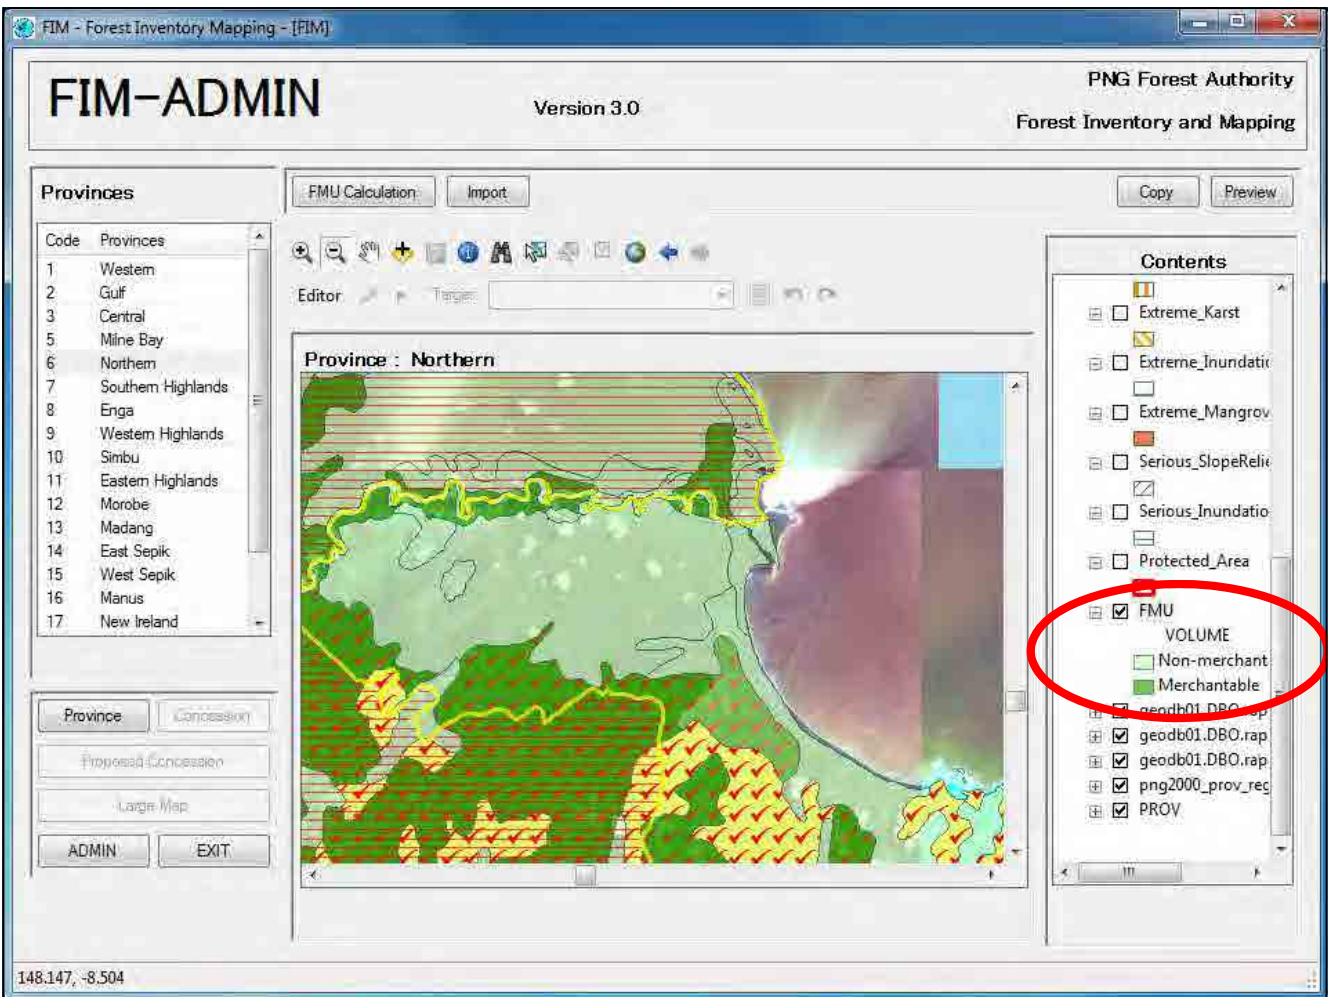 FIM - Forest Inventory Mapping - [FIM]
FIM-ADMIN
Version 3.0
PNG Forest Authority
Forest Inventory and Mapping
Provinces
Code Provinces
1 Western
2 Gulf
3 Central
5 Milne Bay
6 Northern
7 Southern Highlands
8 Enga
9 Western Highlands
10 Simbu
11 Eastern Highlands
12 Morobe
13 Madang
14 East Sepik
15 West Sepik
16 Manus
17 New Ireland
Province Concession
Proposed Concession
Large Map
ADMIN EXIT
FMU Calculation Import
Copy Preview
Editor Target:
Province : Northern
Contents
Extreme_Karst
Extreme_Inundatic
Extreme_Mangrov
Serious_SlopeRelie
Serious_Inundatio
Protected_Area
FMU
VOLUME
Non-merchant
Merchantable
geodb01.DBO.rap
geodb01.DBO.rap
geodb01.DBO.rap
png2000_prov_reg
PROV
148.147, -8.504